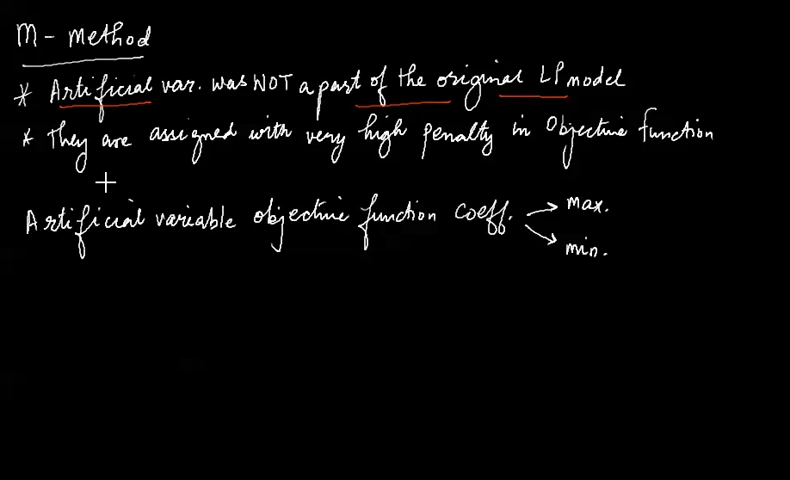 M - Method
* Artificial var. was NOT a part of the original LP model
* They are assigned with very high penalty in Objective function
Artificial variable objective function coeff. → max.
→ min.